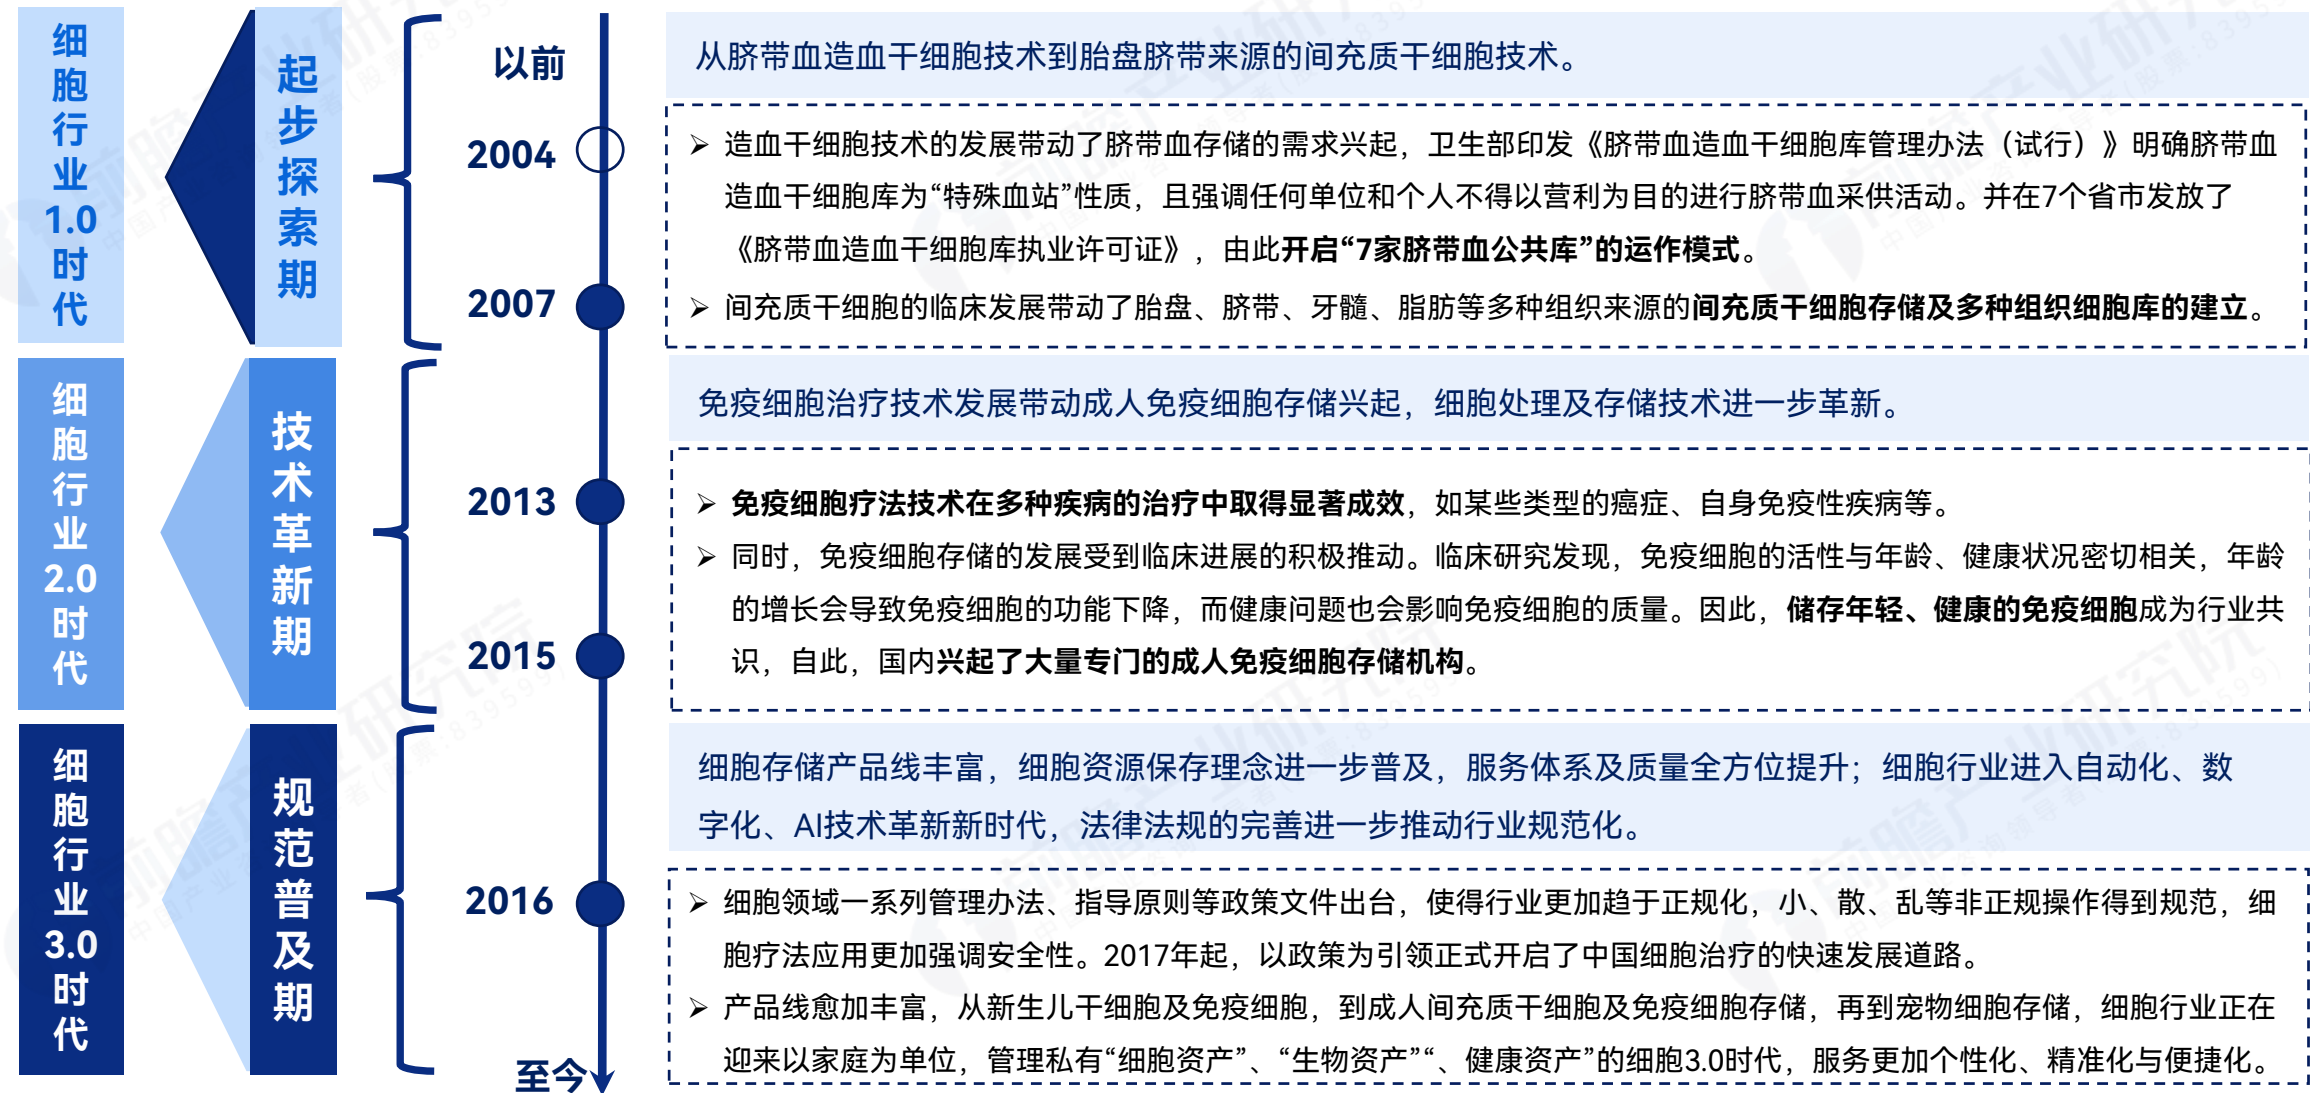 细胞行业1.0时代
起步探索期
以前
2004
2007
从脐带血造血干细胞技术到胎盘脐带来源的间充质干细胞技术。
➢ 造血干细胞技术的发展带动了脐带血存储的需求兴起，卫生部印发《脐带血造血干细胞库管理办法（试行）》明确脐带血
造血干细胞库为“特殊血站”性质，且强调任何单位和个人不得以营利为目的进行脐带血采供活动。并在7个省市发放了
《脐带血造血干细胞库执业许可证》，由此开启“7家脐带血公共库”的运作模式。
➢ 间充质干细胞的临床发展带动了胎盘、脐带、牙髓、脂肪等多种组织来源的间充质干细胞存储及多种组织细胞库的建立。
细胞行业2.0时代
技术革新期
2013
2015
免疫细胞治疗技术发展带动成人免疫细胞存储兴起，细胞处理及存储技术进一步革新。
➢ 免疫细胞疗法技术在多种疾病的治疗中取得显著成效，如某些类型的癌症、自身免疫性疾病等。
➢ 同时，免疫细胞存储的发展受到临床进展的积极推动。临床研究发现，免疫细胞的活性与年龄、健康状况密切相关，年龄
的增长会导致免疫细胞的功能下降，而健康问题也会影响免疫细胞的质量。因此，储存年轻、健康的免疫细胞成为行业共
识，自此，国内兴起了大量专门的成人免疫细胞存储机构。
细胞行业3.0时代
规范普及期
2016
至今
细胞存储产品线丰富，细胞资源保存理念进一步普及，服务体系及质量全方位提升；细胞行业进入自动化、数
字化、AI技术革新新时代，法律法规的完善进一步推动行业规范化。
➢ 细胞领域一系列管理办法、指导原则等政策文件出台，使得行业更加趋于正规化，小、散、乱等非正规操作得到规范，细
胞疗法应用更加强调安全性。2017年起，以政策为引领正式开启了中国细胞治疗的快速发展道路。
➢ 产品线愈加丰富，从新生儿干细胞及免疫细胞，到成人间充质干细胞及免疫细胞存储，再到宠物细胞存储，细胞行业正在
迎来以家庭为单位，管理私有“细胞资产”、“生物资产”“、健康资产”的细胞3.0时代，服务更加个性化、精准化与便捷化。